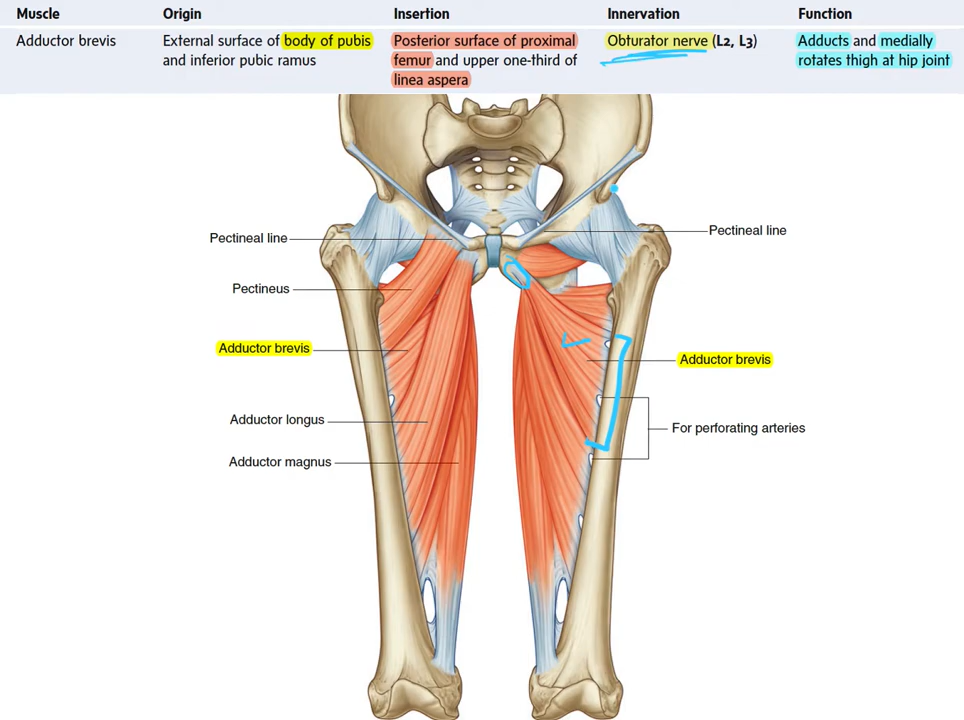 Muscle Origin Insertion Innervation Function
Adductor brevis External surface of body of pubis Posterior surface of proximal Obturator nerve (L2, L3) Adducts and medially
and inferior pubic ramus femur and upper one-third of rotates thigh at hip joint
linea aspera
Pectineal line
Pectineal line
Pectineus
Adductor brevis
Adductor brevis
Adductor longus
For perforating arteries
Adductor magnus